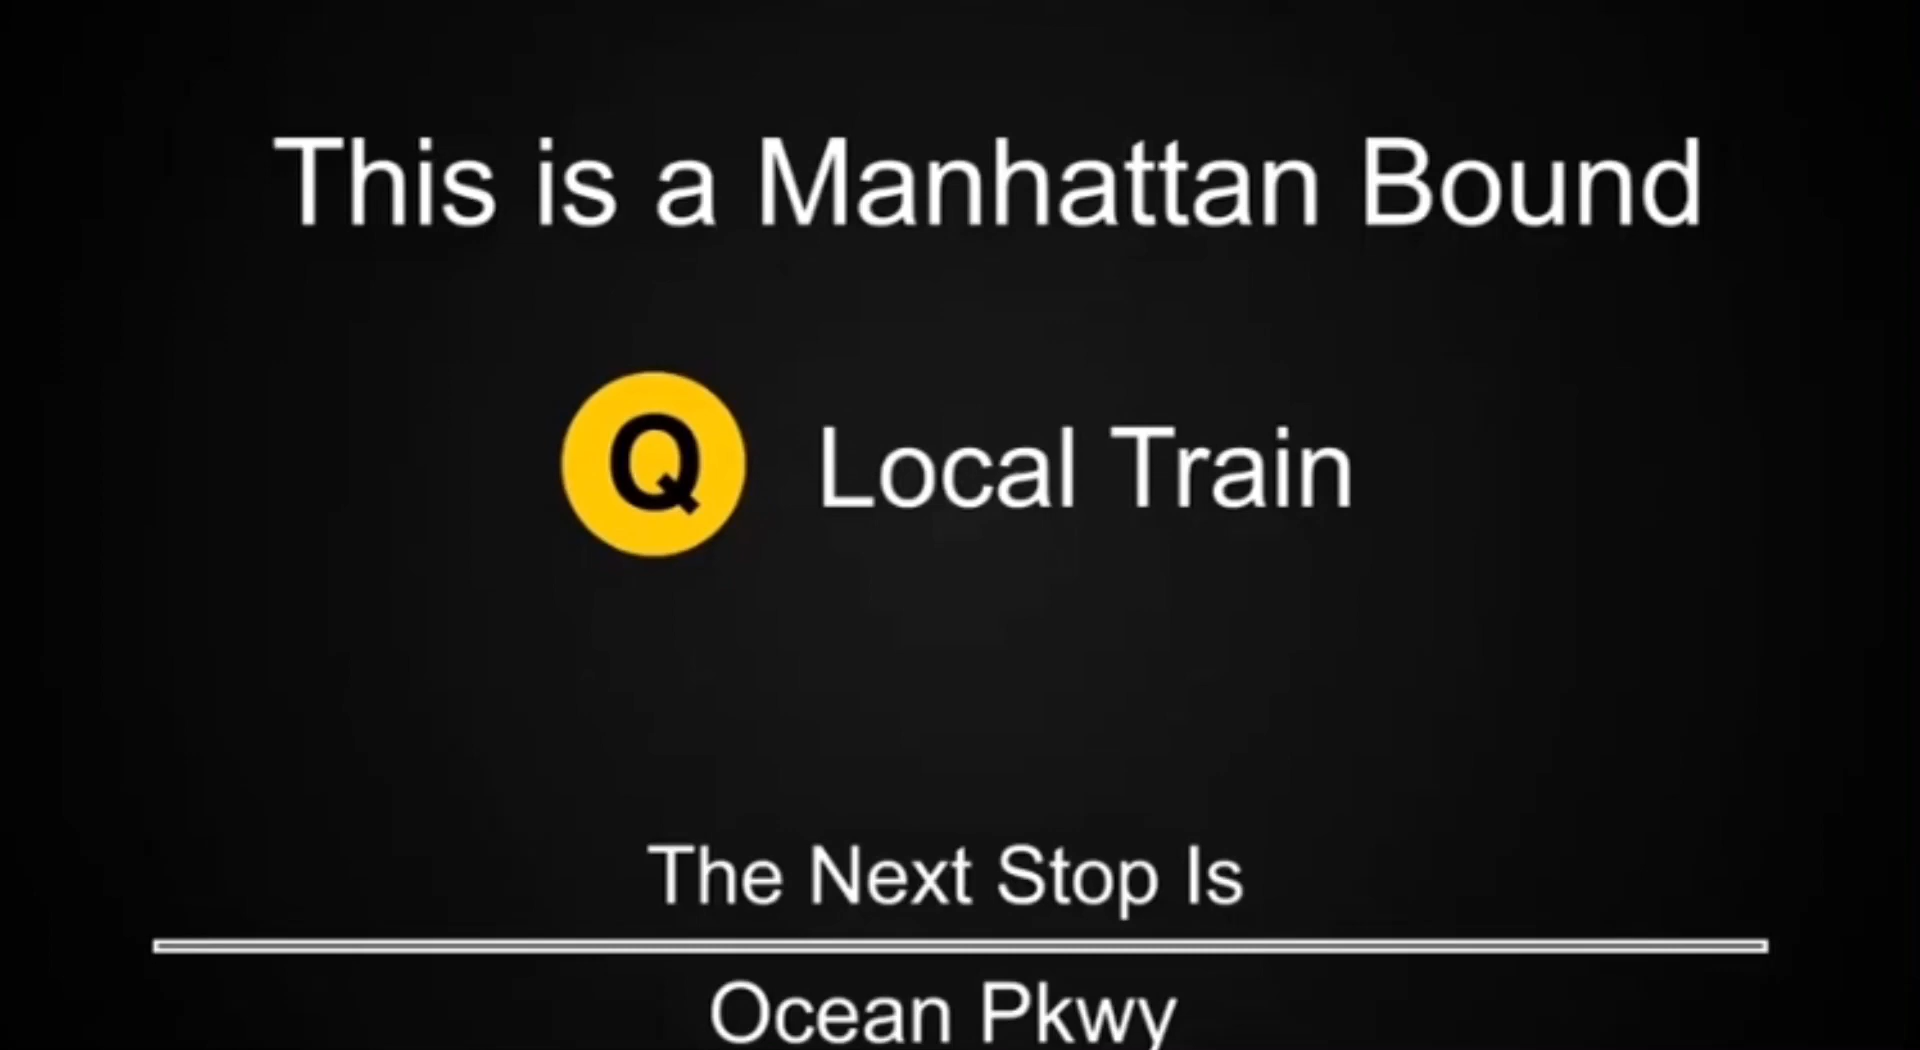 This is a Manhattan Bound
Q Local Train
The Next Stop Is
Ocean Pkwy